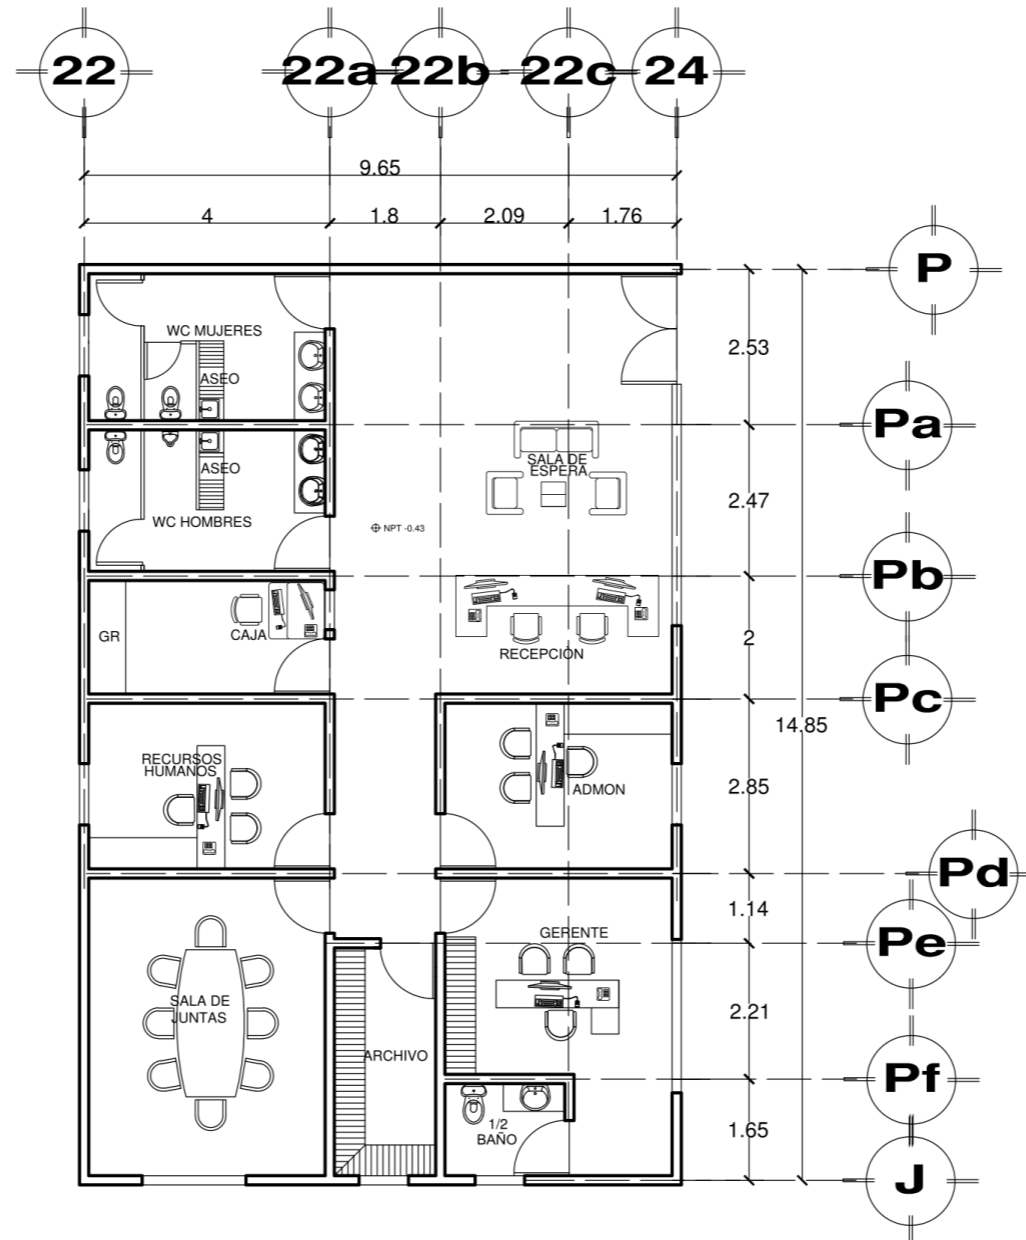 22
22a
22b
22c
24
9.65
4
1.8
2.09
1.76
P
WC MUJERES
2.53
ASEO
Pa
SALA DE
ESPERA
ASEO
2.47
WC HOMBRES
NPT -0.43
Pb
GR
CAJA
RECEPCIÓN
2
Pc
14.85
RECURSOS
HUMANOS
ADMON
2.85
Pd
1.14
GERENTE
Pe
SALA DE
JUNTAS
2.21
ARCHIVO
Pf
1/2
BAÑO
1.65
J